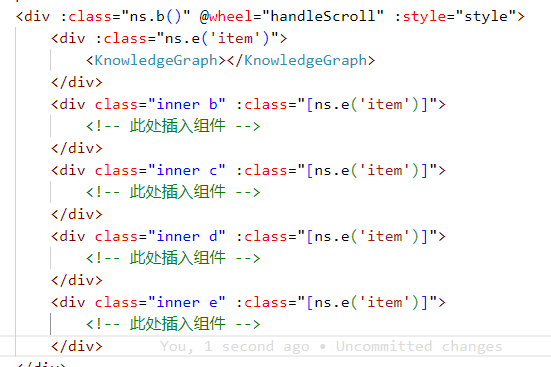 <div :class="ns.b()" @wheel="handleScroll" :style="style">
<div :class="ns.e('item')">
<KnowledgeGraph></KnowledgeGraph>
</div>
<div class="inner b" :class="[ns.e('item')]">
<!-- 此处插入组件 -->
</div>
<div class="inner c" :class="[ns.e('item')]">
<!-- 此处插入组件 -->
</div>
<div class="inner d" :class="[ns.e('item')]">
<!-- 此处插入组件 -->
</div>
<div class="inner e" :class="[ns.e('item')]">
<!-- 此处插入组件 -->
</div> You, 1 second ago • Uncommitted changes
</div>